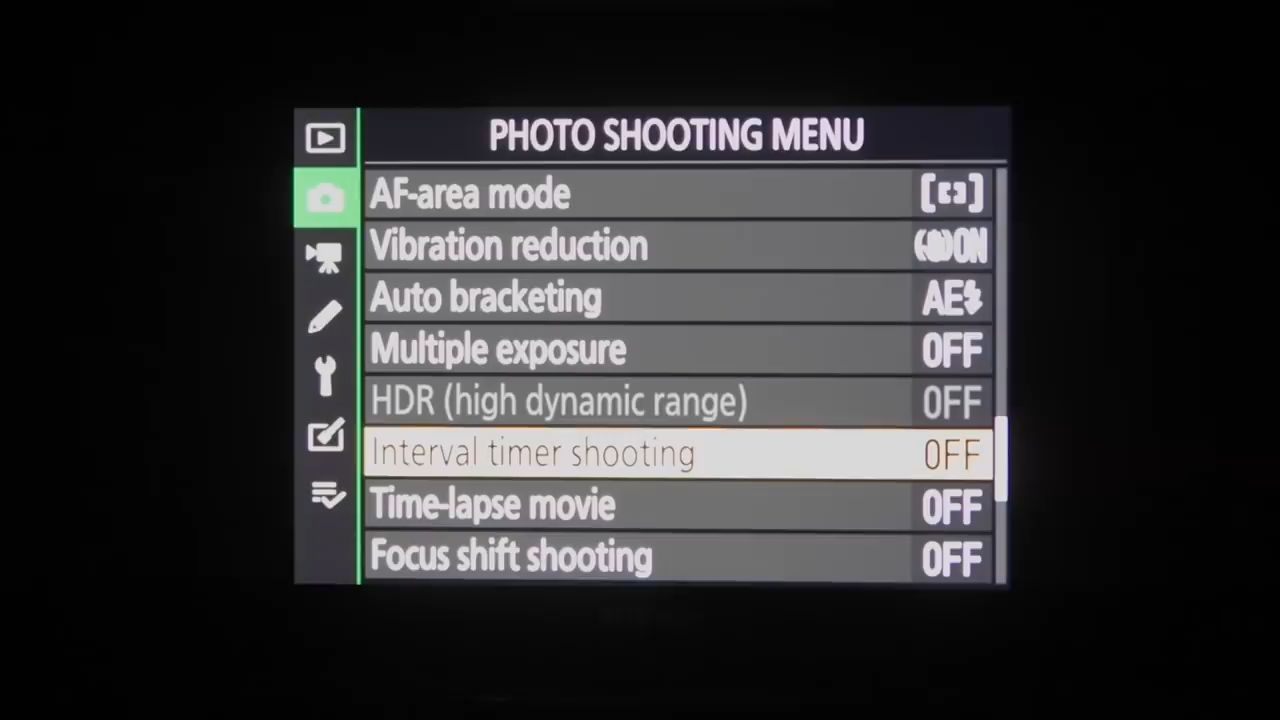 PHOTO SHOOTING MENU
AF-area mode
Vibration reduction ON
Auto bracketing AE
Multiple exposure OFF
HDR (high dynamic range) OFF
Interval timer shooting OFF
Time-lapse movie OFF
Focus shift shooting OFF